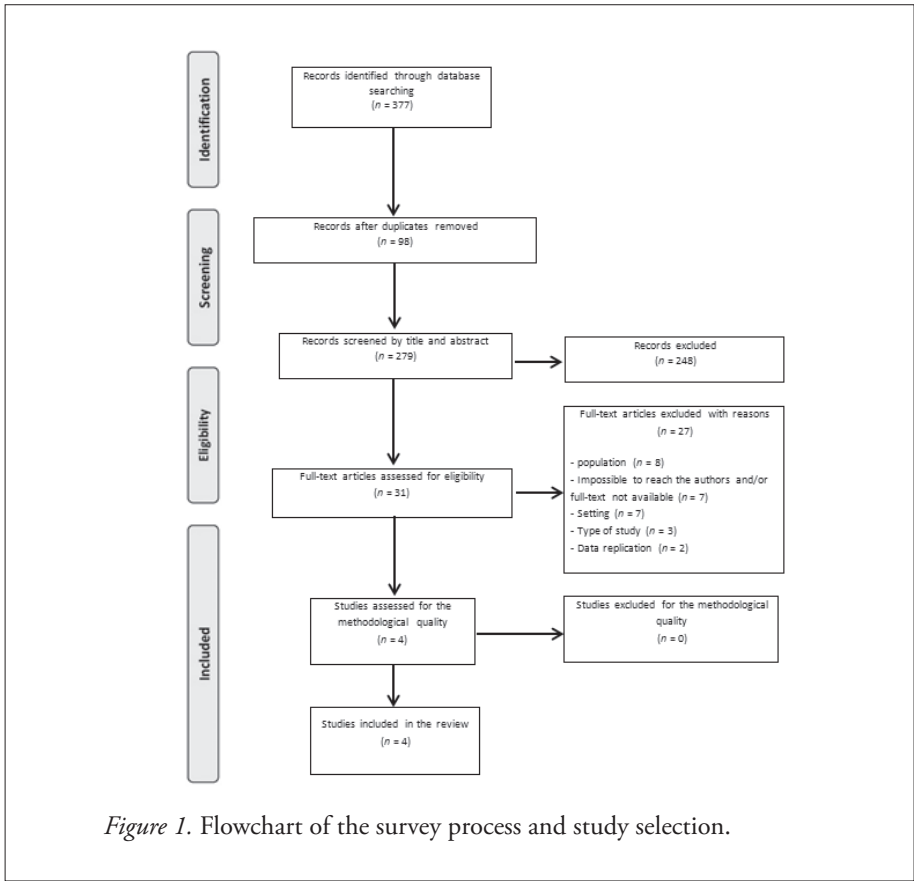 Identification
Records identified through database
searching
(n = 377)
Screening
Records after duplicates removed
(n = 98)
Records screened by title and abstract
(n = 279)
Records excluded
(n = 248)
Eligibility
Full-text articles assessed for eligibility
(n = 31)
Full-text articles excluded with reasons
(n = 27)
- population (n = 8)
- Impossible to reach the authors and/or
full-text not available (n = 7)
- Setting (n = 7)
- Type of study (n = 3)
- Data replication (n = 2)
Included
Studies assessed for the
methodological quality
(n = 4)
Studies excluded for the methodological
quality
(n = 0)
Studies included in the review
(n = 4)
Figure 1. Flowchart of the survey process and study selection.